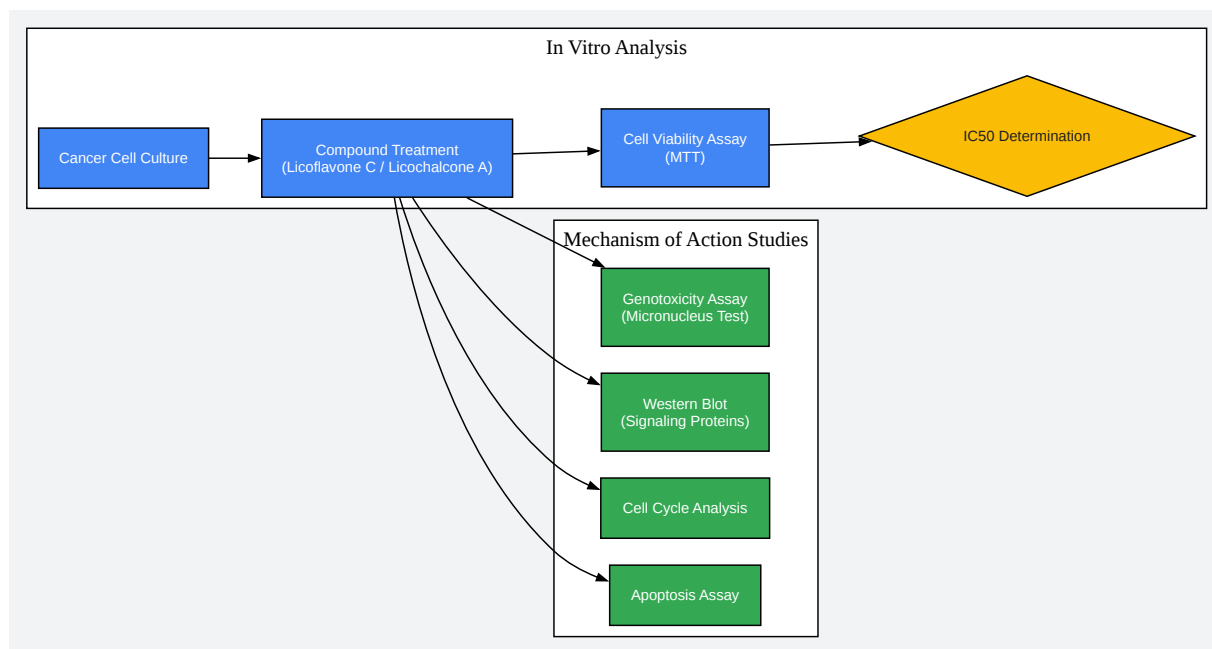 In Vitro Analysis
Cancer Cell Culture
Compound Treatment
(Licoflavone C / Licochalcone A)
Cell Viability Assay
(MTT)
IC50 Determination
Mechanism of Action Studies
Genotoxicity Assay
(Micronucleus Test)
Western Blot
(Signaling Proteins)
Cell Cycle Analysis
Apoptosis Assay